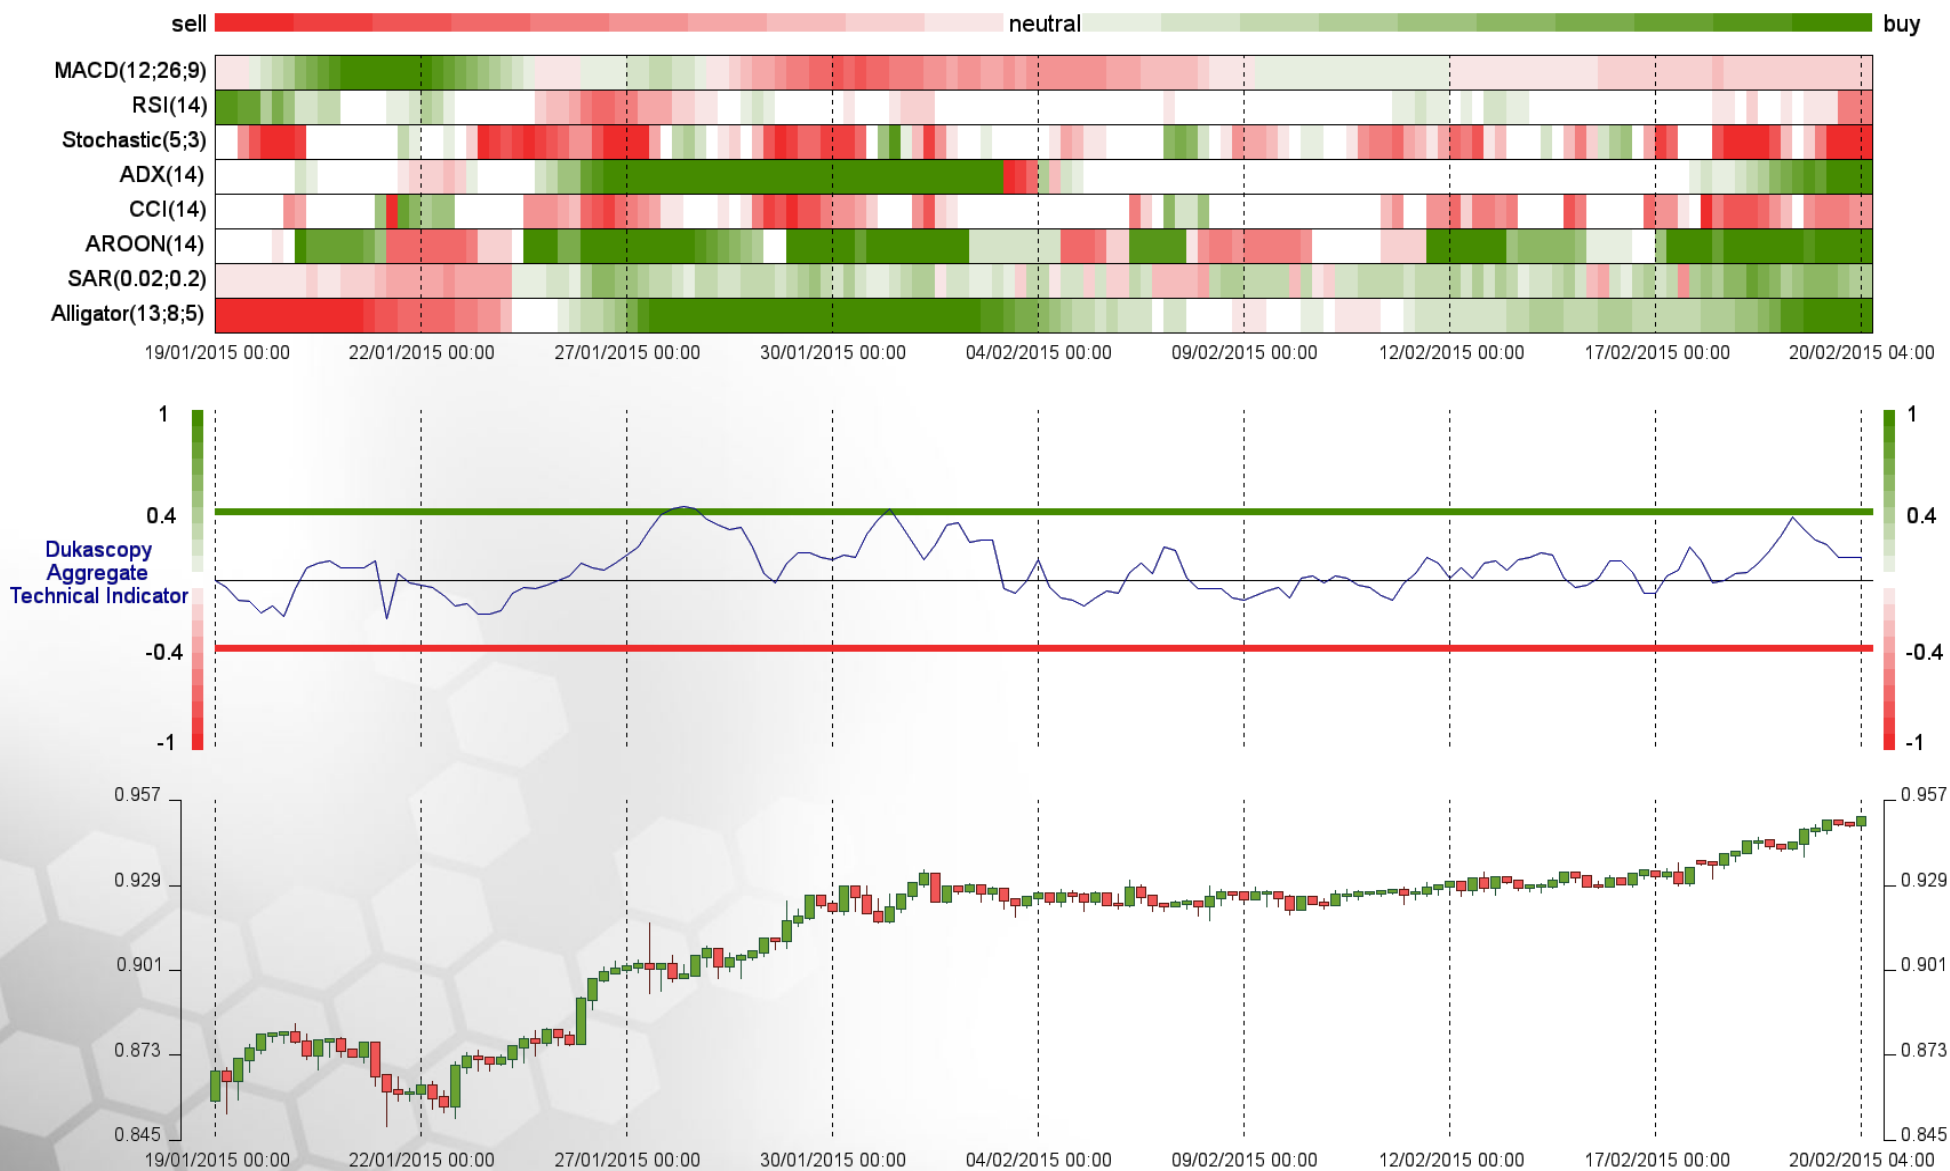 sell neutral buy
MACD(12;26;9)
RSI(14)
Stochastic(5;3)
ADX(14)
CCI(14)
AROON(14)
SAR(0.02;0.2)
Alligator(13;8;5)
19/01/2015 00:00 22/01/2015 00:00 27/01/2015 00:00 30/01/2015 00:00 04/02/2015 00:00 09/02/2015 00:00 12/02/2015 00:00 17/02/2015 00:00 20/02/2015 04:00
1 1
0.4 0.4
Dukascopy
Aggregate
Technical Indicator
-0.4 -0.4
-1 -1
0.957 0.957
0.929 0.929
0.901 0.901
0.873 0.873
0.845 0.845
19/01/2015 00:00 22/01/2015 00:00 27/01/2015 00:00 30/01/2015 00:00 04/02/2015 00:00 09/02/2015 00:00 12/02/2015 00:00 17/02/2015 00:00 20/02/2015 04:00